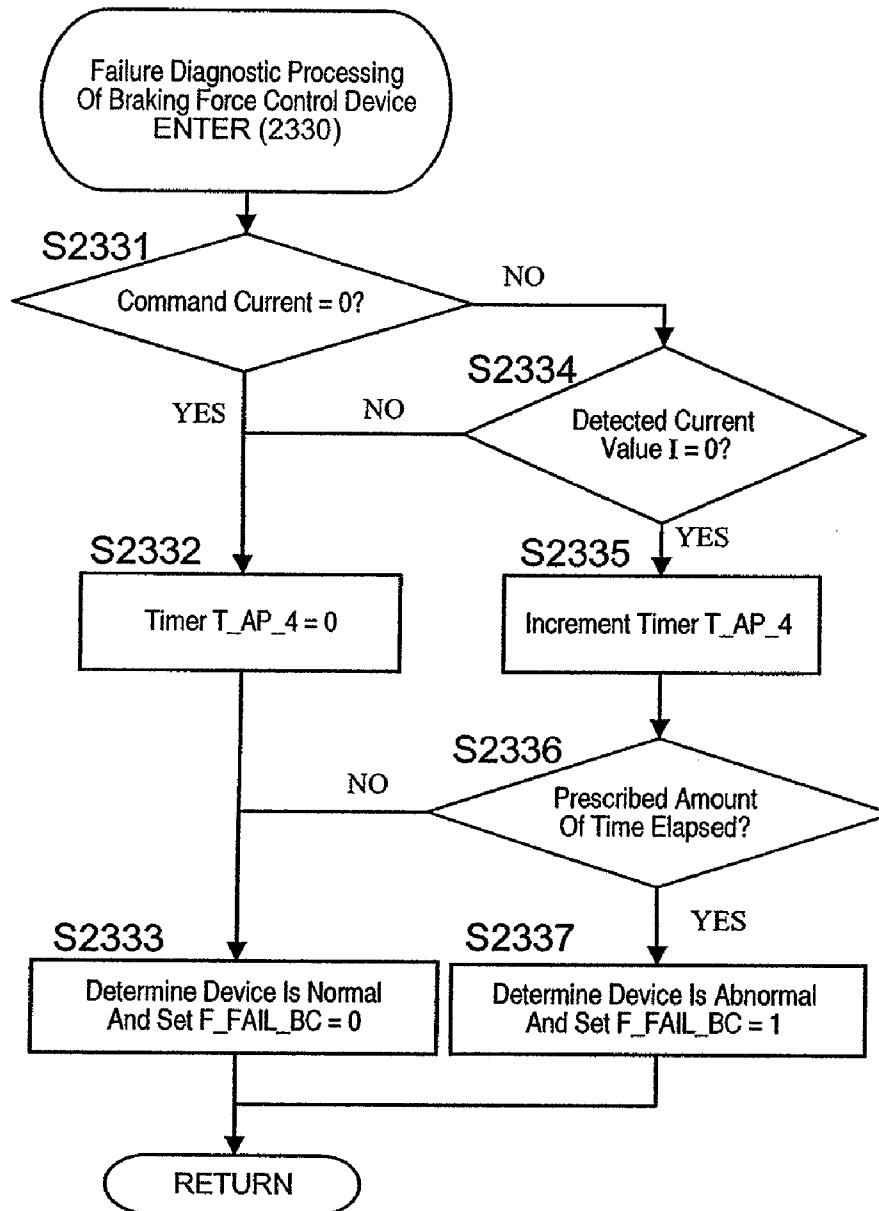 Failure Diagnostic Processing
Of Braking Force Control Device
ENTER (2330)
S2331
Command Current = 0?
NO
S2334
YES
NO
Detected Current
Value I = 0?
YES
S2332
S2335
Timer T_AP_4 = 0
Increment Timer T_AP_4
S2336
NO
Prescribed Amount
Of Time Elapsed?
YES
S2333
S2337
Determine Device Is Normal
And Set F_FAIL_BC = 0
Determine Device Is Abnormal
And Set F_FAIL_BC = 1
RETURN